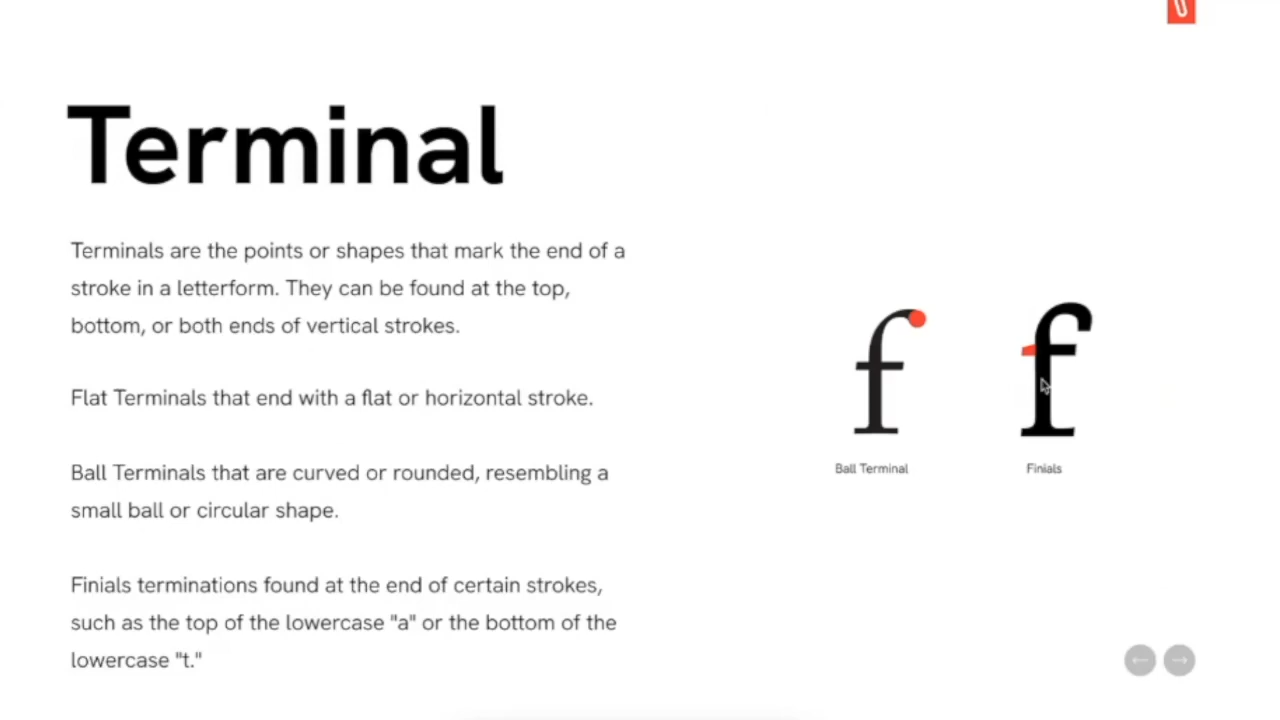 Terminal
Terminals are the points or shapes that mark the end of a
stroke in a letterform. They can be found at the top,
bottom, or both ends of vertical strokes.
Flat Terminals that end with a flat or horizontal stroke.
Ball Terminals that are curved or rounded, resembling a
small ball or circular shape.
Finials terminations found at the end of certain strokes,
such as the top of the lowercase "a" or the bottom of the
lowercase "t."
f f
Ball Terminal Finials